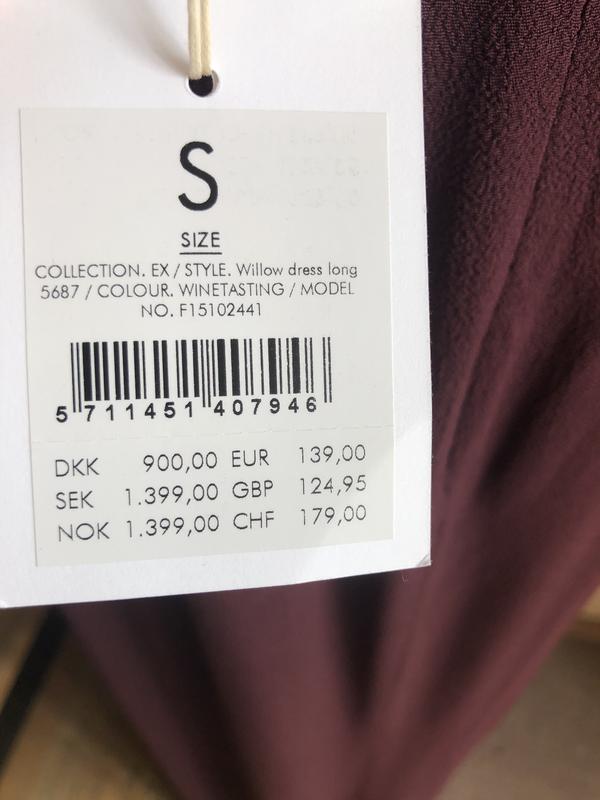 S
SIZE
COLLECTION. EX / STYLE. Willow dress long
5687 / COLOUR. WINETASTING / MODEL
NO. F15102441
5 711451 407946
DKK 900,00 EUR 139,00
SEK 1.399,00 GBP 124,95
NOK 1.399,00 CHF 179,00